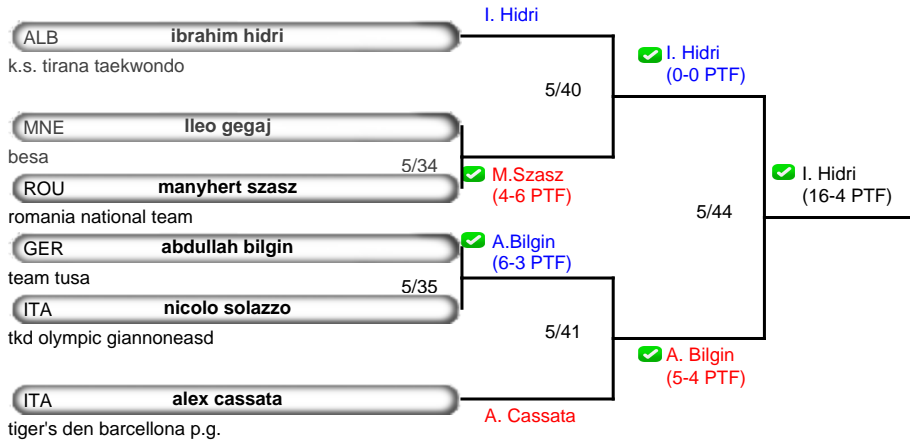 I. Hidri
ALB ibrahim hidri
k.s. tirana taekwondo
I. Hidri
(0-0 PTF)
5/40
MNE lleo gegaj
besa
5/34
ROU manyhert szasz
M.Szasz
(4-6 PTF)
romania national team
I. Hidri
(16-4 PTF)
5/44
GER abdullah bilgin
A.Bilgin
(6-3 PTF)
team tusa
5/35
ITA nicolo solazzo
tkd olympic giannoneasd
5/41
A. Bilgin
(5-4 PTF)
ITA alex cassata
A. Cassata
tiger's den barcellona p.g.